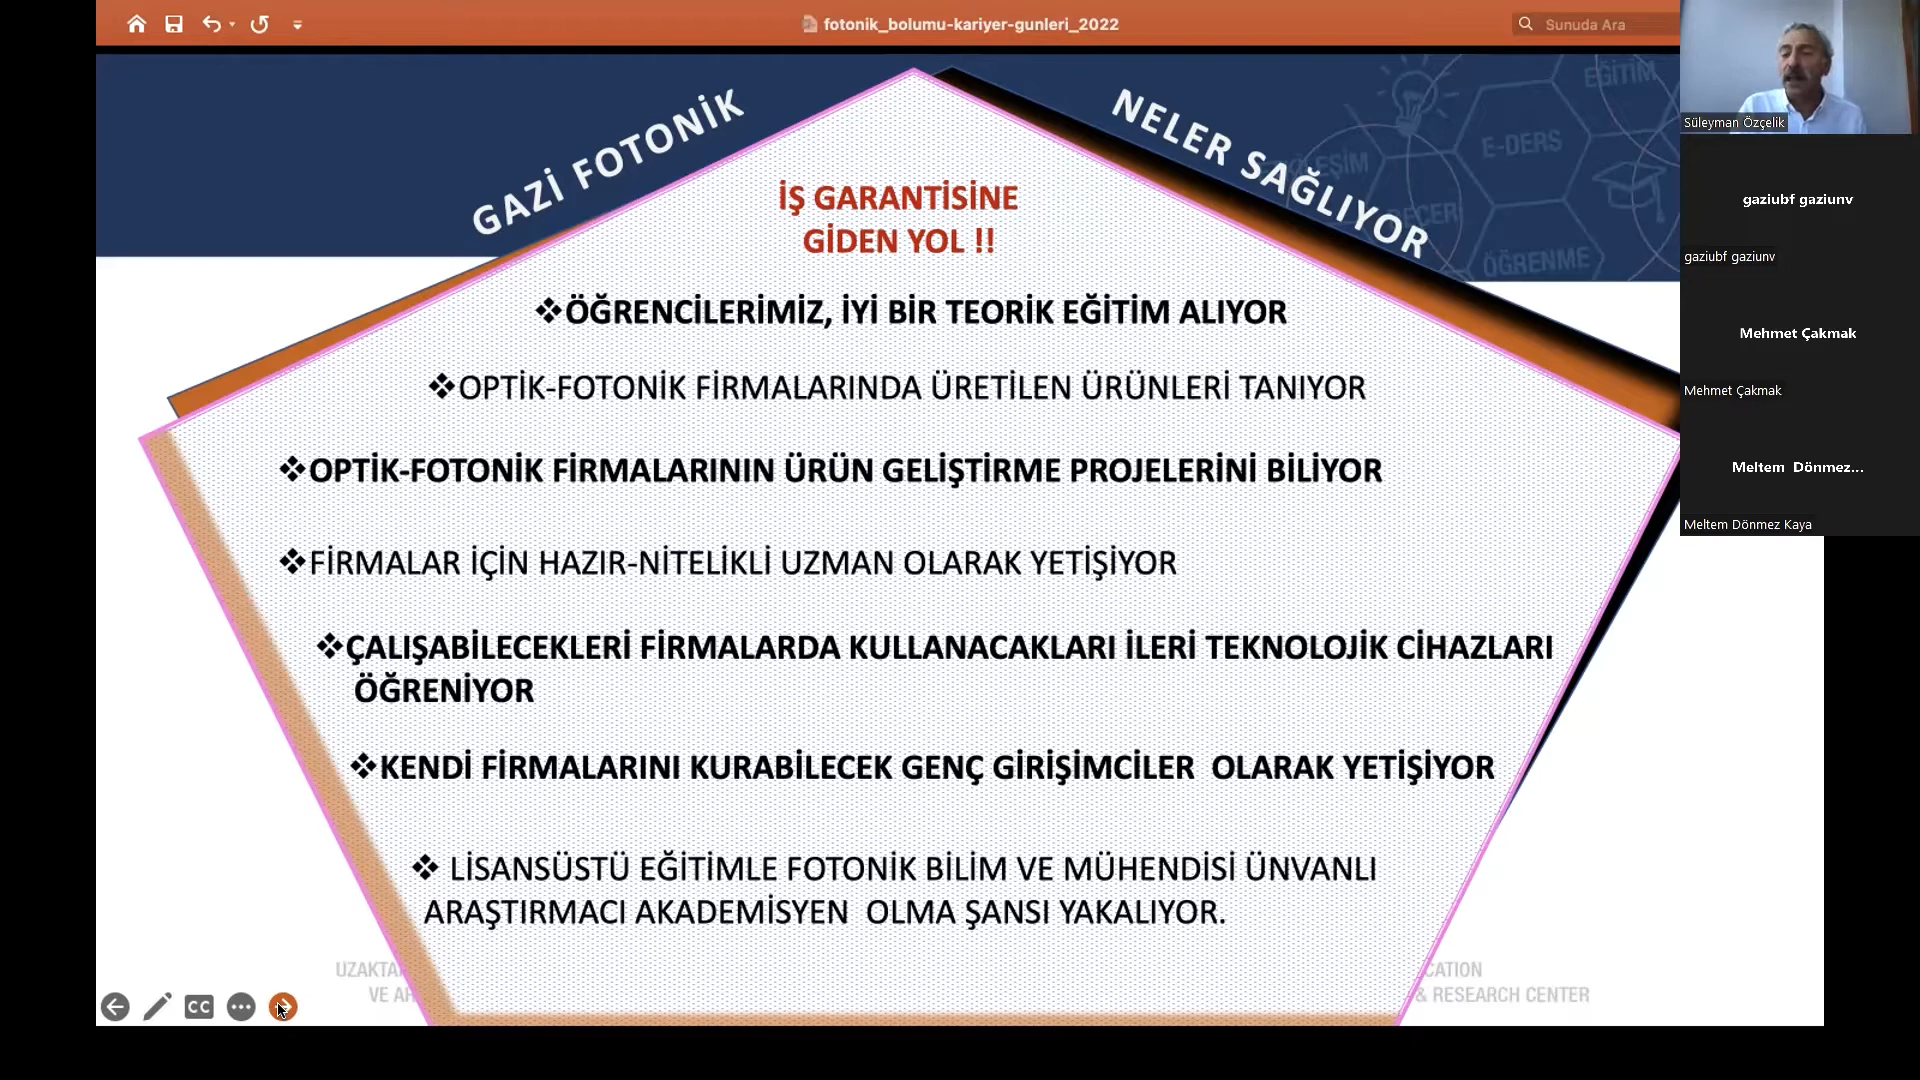 fotonik_bolumu-kariyer-gunleri_2022
Sunuda Ara
GAZİ FOTONİK
NELER SAĞLIYOR
EĞİTİM
E-DERS
ÖĞRENME
İŞ GARANTİSİNE
GİDEN YOL !!
❖ÖĞRENCİLERİMİZ, İYİ BİR TEORİK EĞİTİM ALIYOR
❖OPTİK-FOTONİK FİRMALARINDA ÜRETİLEN ÜRÜNLERİ TANIYOR
❖OPTİK-FOTONİK FİRMALARININ ÜRÜN GELİŞTİRME PROJELERİNİ BİLİYOR
❖FİRMALAR İÇİN HAZIR-NİTELİKLİ UZMAN OLARAK YETİŞİYOR
❖ÇALIŞABİLECEKLERİ FİRMALARDA KULLANACAKLARI İLERİ TEKNOLOJİK CİHAZLARI
ÖĞRENİYOR
❖KENDİ FİRMALARINI KURABİLECEK GENÇ GİRİŞİMCİLER  OLARAK YETİŞİYOR
❖ LİSANSÜSTÜ EĞİTİMLE FOTONİK BİLİM VE MÜHENDİSİ ÜNVANLI
ARAŞTIRMACI AKADEMİSYEN  OLMA ŞANSI YAKALIYOR.
& RESEARCH CENTER
CC
Süleyman Özçelik
gaziubf gaziunv
gaziubf gaziunv
Mehmet Çakmak
Mehmet Çakmak
Meltem  Dönmez...
Meltem Dönmez Kaya